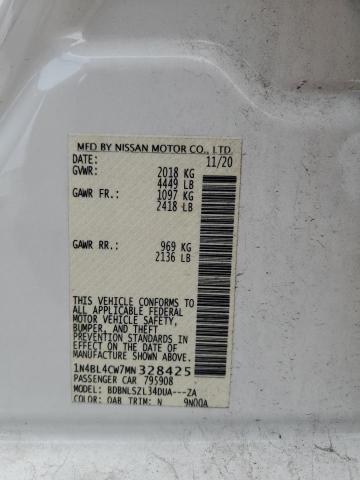 MFD BY NISSAN MOTOR CO., LTD.
DATE: 11/20
GVWR: 2018 KG
4449 LB
GAWR FR.: 1097 KG
2418 LB
GAWR RR.: 969 KG
2136 LB
THIS VEHICLE CONFORMS TO
ALL APPLICABLE FEDERAL
MOTOR VEHICLE SAFETY,
BUMPER, AND THEFT
PREVENTION STANDARDS IN
EFFECT ON THE DATE OF
MANUFACTURE SHOWN ABOVE.
1N4BL4CW7MN328425
PASSENGER CAR 795908
MODEL: BDBNLSZL34DUA---ZA
COLOR: QAB TRIM: N 9N00A